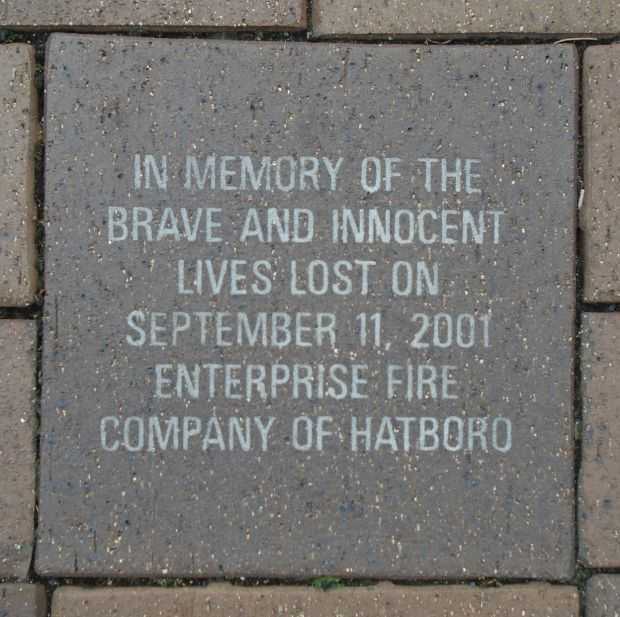 IN MEMORY OF THE
BRAVE AND INNOCENT
LIVES LOST ON
SEPTEMBER 11, 2001
ENTERPRISE FIRE
COMPANY OF HATBORO